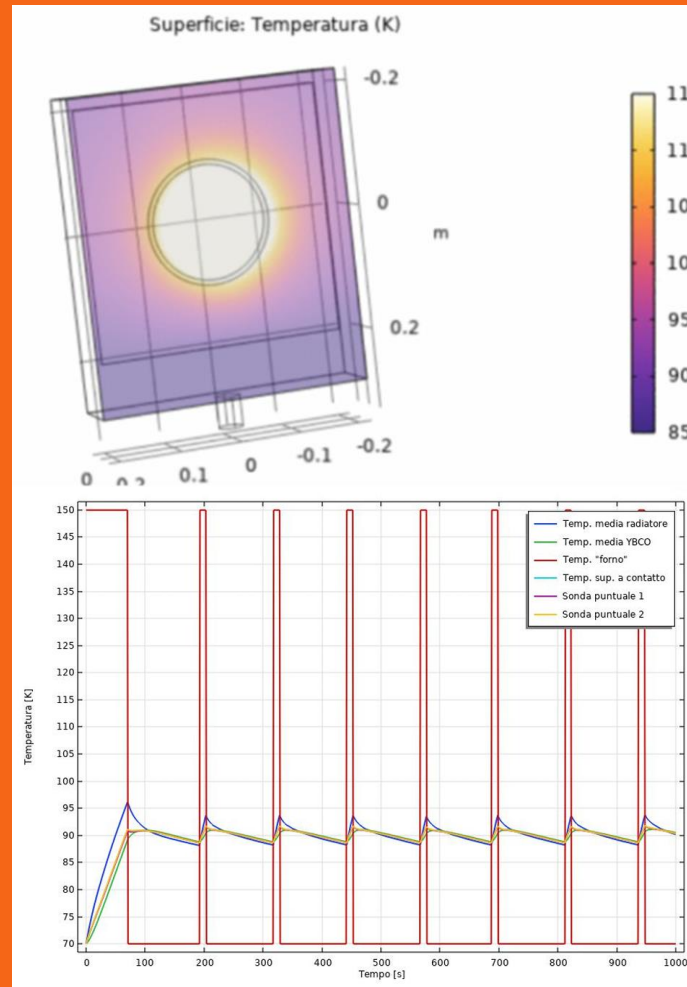 Superficie: Temperatura (K)
-0.2
0
m
0.2
-0.2
-0.1
0
0.1
0
11
11
10
10
95
90
85
150
145
140
135
130
125
120
115
110
105
100
95
90
85
80
75
70
Temperatura [K]
Temp. media radiatore
Temp. media YBCO
Temp. "forno"
Temp. sup. a contatto
Sonda puntuale 1
Sonda puntuale 2
0 100 200 300 400 500 600 700 800 900 1000
Tempo [s]